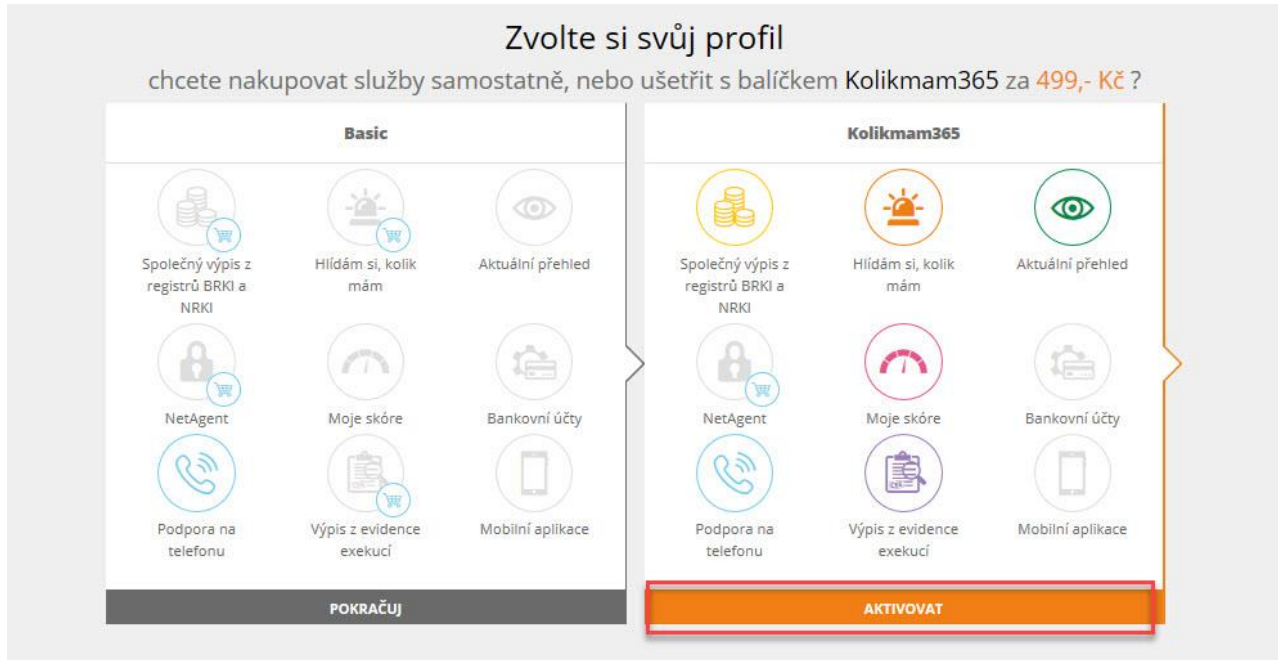 Zvolte si svůj profil
chcete nakupovat služby samostatně, nebo ušetřit s balíčkem Kolikmam365 za 499,- Kč ?
Basic
Společný výpis z
registrů BRKI a
NRKI
Hlídám si, kolik
mám
Aktuální přehled
NetAgent
Moje skóre
Bankovní účty
Podpora na
telefonu
Výpis z evidence
exekucí
Mobilní aplikace
POKRAČUJ
Kolikmam365
Společný výpis z
registrů BRKI a
NRKI
Hlídám si, kolik
mám
Aktuální přehled
NetAgent
Moje skóre
Bankovní účty
Podpora na
telefonu
Výpis z evidence
exekucí
Mobilní aplikace
AKTIVOVAT